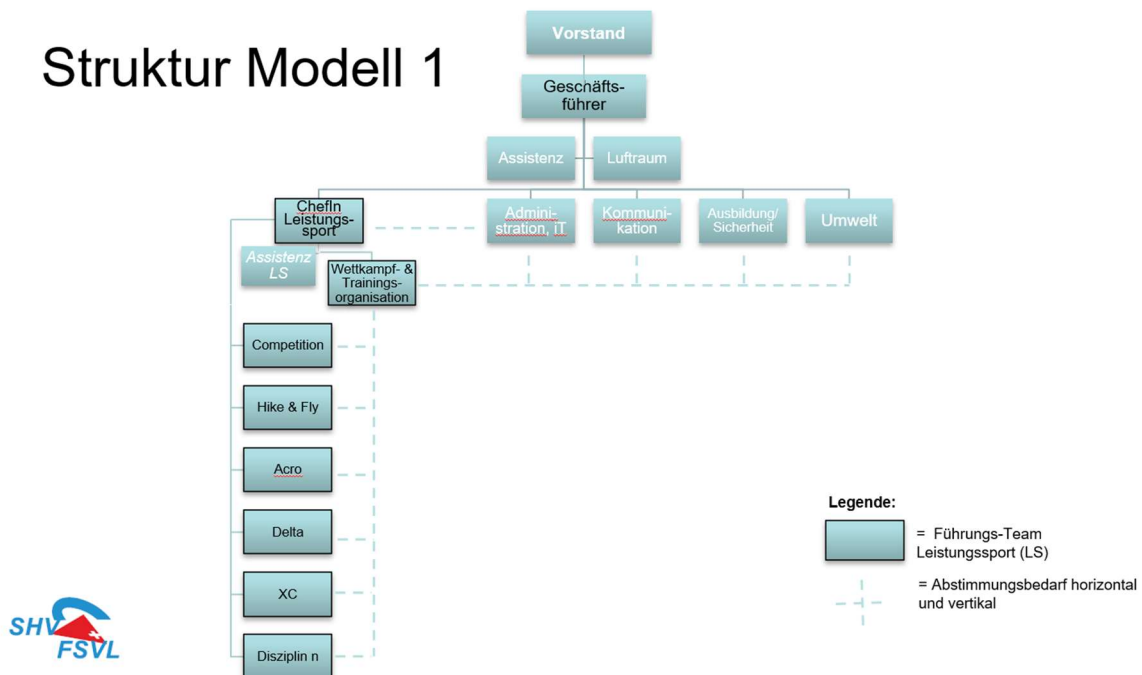 Struktur Modell 1
Vorstand
Geschäfts-
führer
Assistenz
Luftraum
ChefIn
Leistungs-
sport
Admini-
stration, iT
Kommuni-
kation
Ausbildung/
Sicherheit
Umwelt
Assistenz
LS
Wettkampf- &
Trainings-
organisation
Competition
Hike & Fly
Acro
Delta
XC
Disziplin n
Legende:
= Führungs-Team
Leistungssport (LS)
= Abstimmungsbedarf horizontal
und vertikal
SHV
FSVL